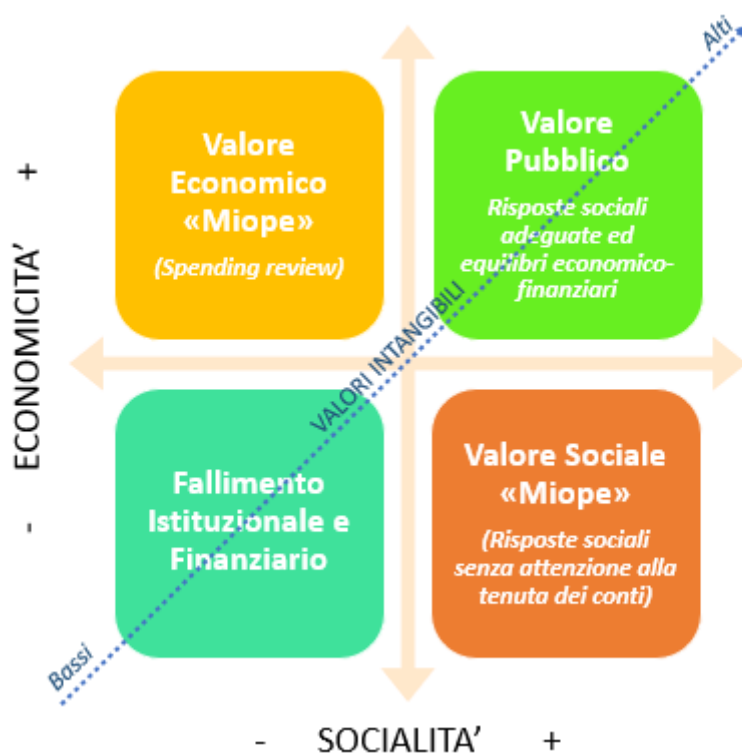 Alti
Valore
Economico
«Miope»
(Spending review)
Valore
Pubblico
Risposte sociali
adeguate ed
equilibri economico-
finanziari
+
ECONOMICITA’
-
VALORI INTANGIBILI
Fallimento
Istituzionale e
Finanziario
Valore Sociale
«Miope»
(Risposte sociali
senza attenzione alla
tenuta dei conti)
Bassi
- SOCIALITA’ +